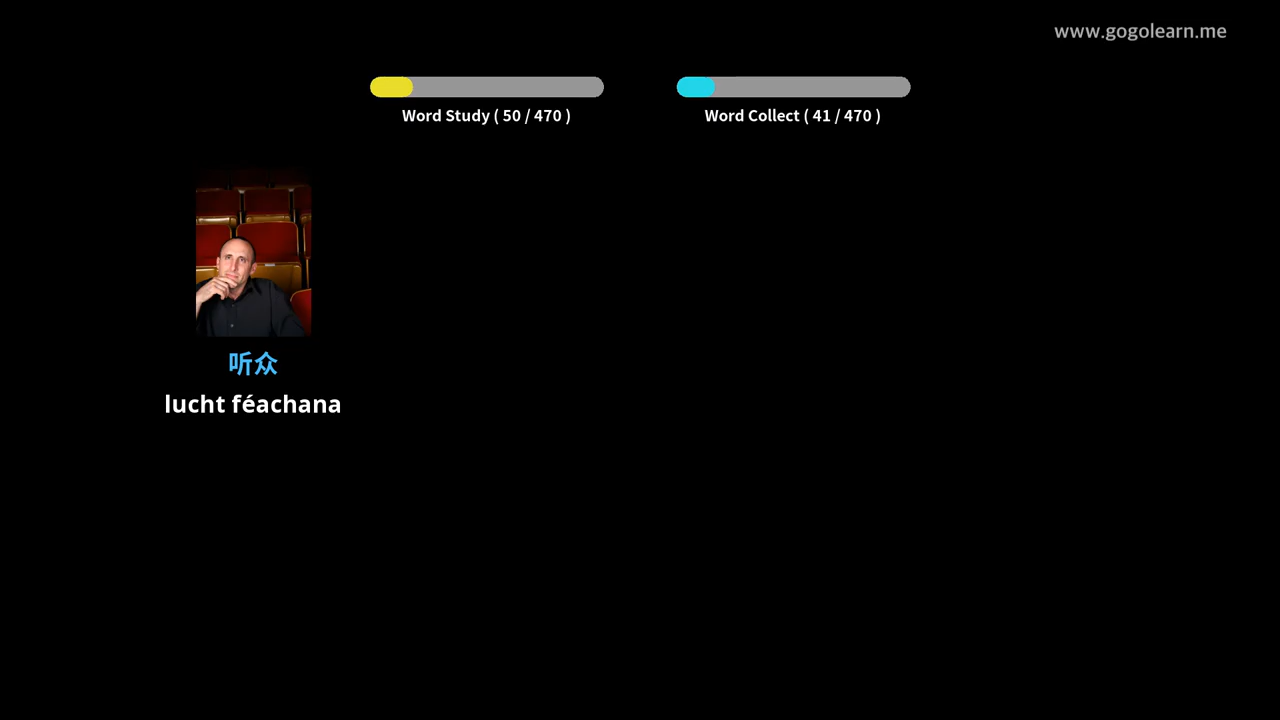 www.gogolearn.me
Word Study ( 50 / 470 )
Word Collect ( 41 / 470 )
听众
lucht féachana